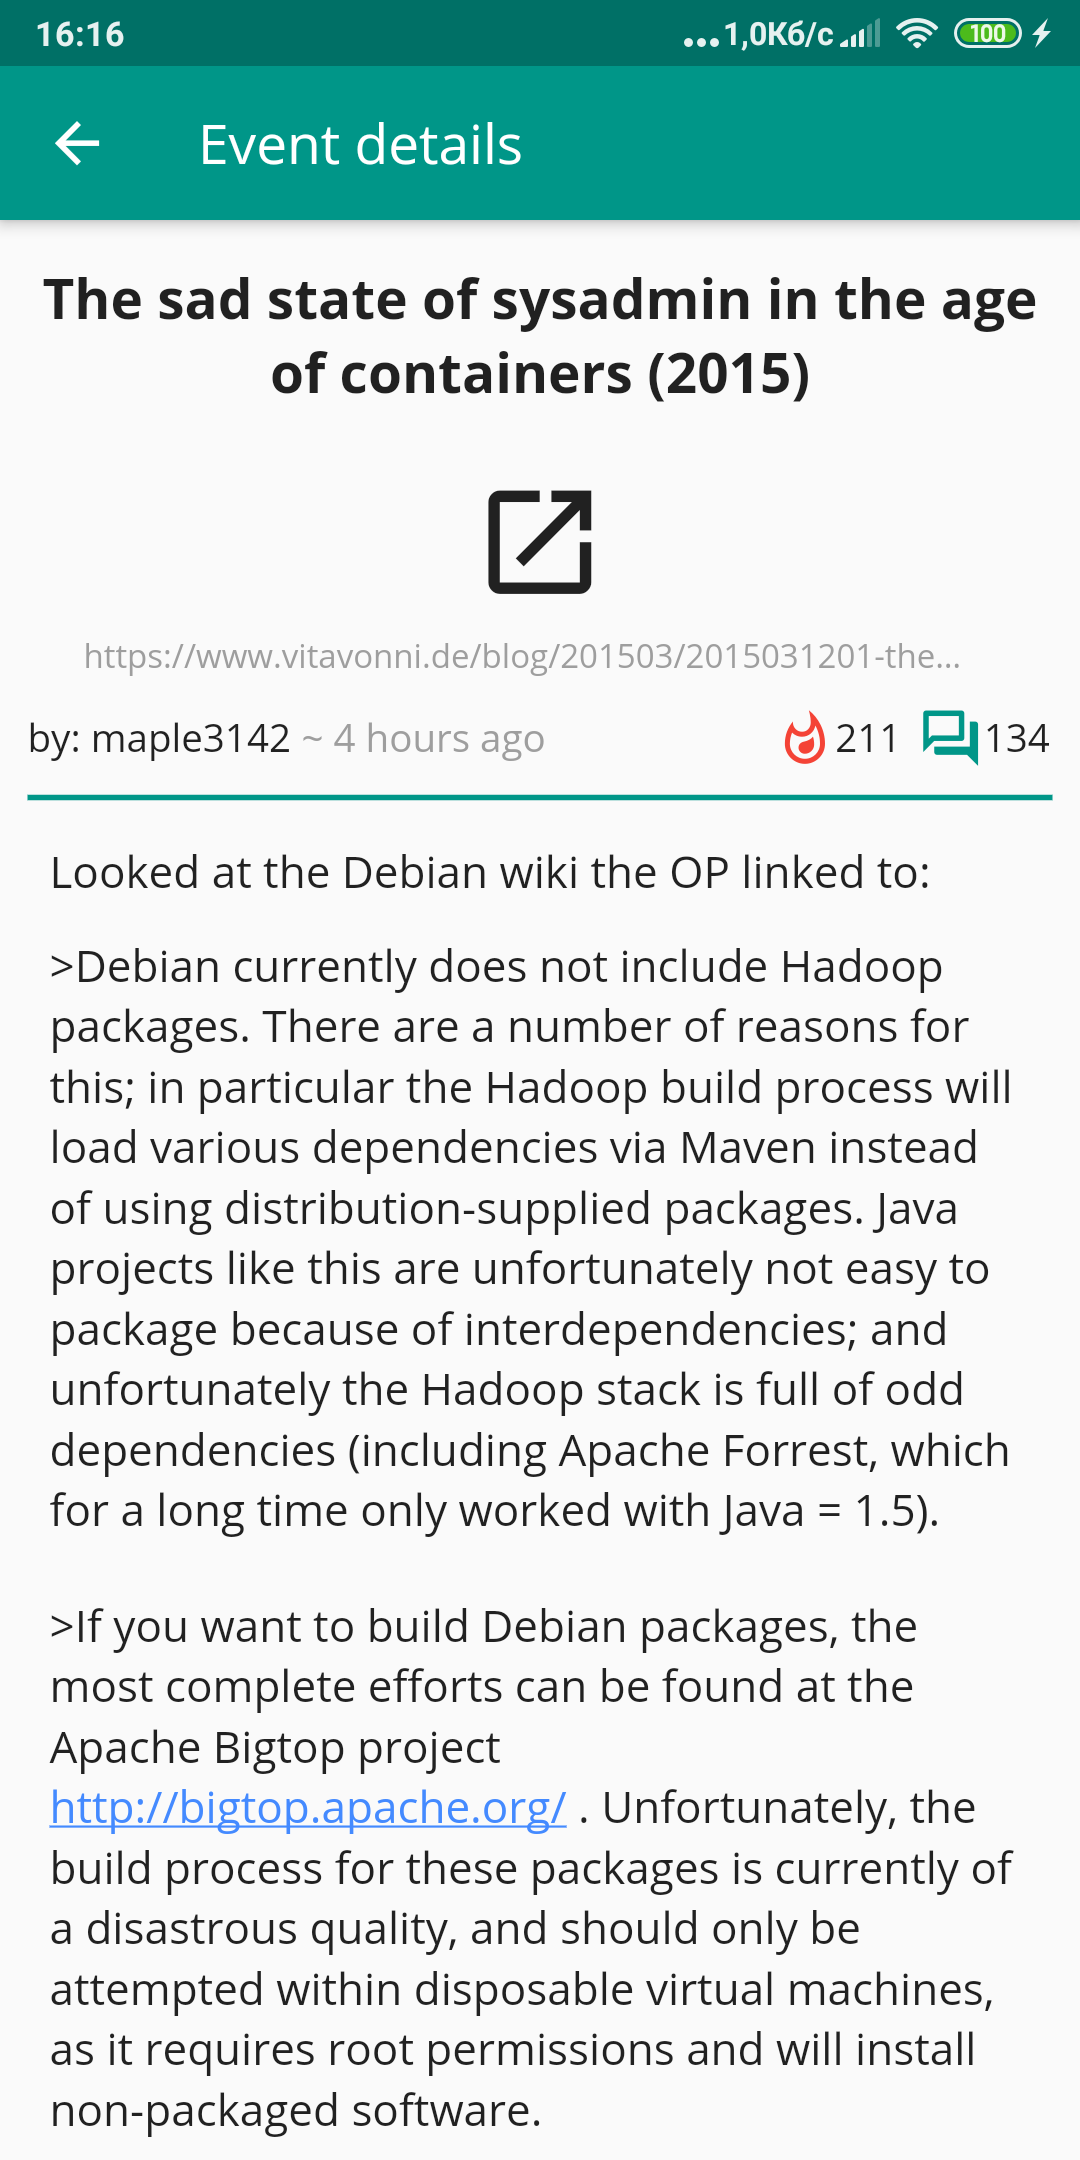 16:16
...1,0Кб/с
100
Event details
The sad state of sysadmin in the age
of containers (2015)
https://www.vitavonni.de/blog/201503/2015031201-the...
by: maple3142 ~ 4 hours ago
211
134
Looked at the Debian wiki the OP linked to:
>Debian currently does not include Hadoop
packages. There are a number of reasons for
this; in particular the Hadoop build process will
load various dependencies via Maven instead
of using distribution-supplied packages. Java
projects like this are unfortunately not easy to
package because of interdependencies; and
unfortunately the Hadoop stack is full of odd
dependencies (including Apache Forrest, which
for a long time only worked with Java = 1.5).
>If you want to build Debian packages, the
most complete efforts can be found at the
Apache Bigtop project
http://bigtop.apache.org/ . Unfortunately, the
build process for these packages is currently of
a disastrous quality, and should only be
attempted within disposable virtual machines,
as it requires root permissions and will install
non-packaged software.